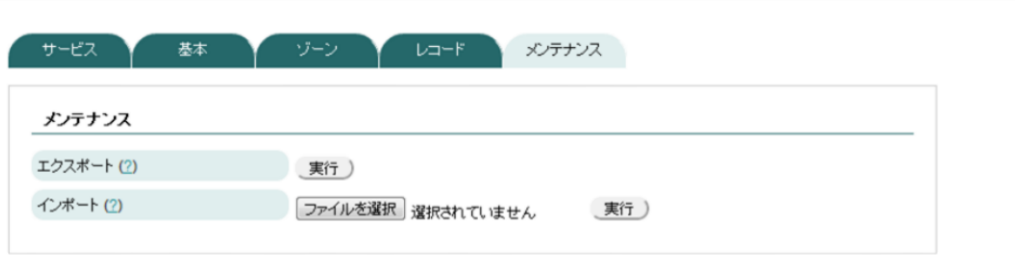 サービス 基本 ゾーン レコード メンテナンス
メンテナンス
エクスポート (?) 実行
インポート (?) ファイルを選択 選択されていません 実行